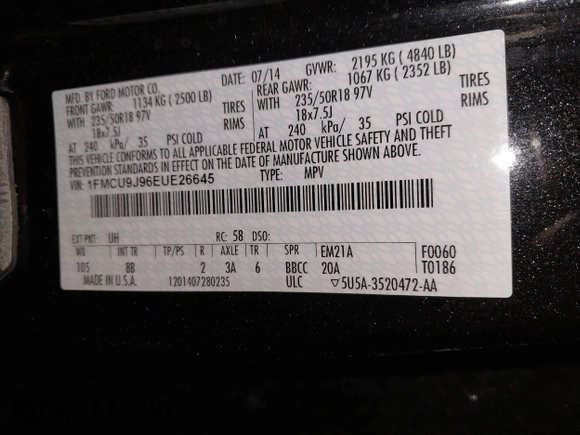 MFD. BY FORD MOTOR CO. DATE: 07/14 GVWR: 2195 KG ( 4840 LB)
FRONT GAWR: 1134 KG ( 2500 LB) REAR GAWR: 1067 KG ( 2352 LB)
WITH 235/50R18 97V TIRES WITH 235/50R18 97V TIRES
18x7.5J RIMS 18x7.5J RIMS
AT 240 kPa/ 35 PSI COLD AT 240 kPa/ 35 PSI COLD
THIS VEHICLE CONFORMS TO ALL APPLICABLE FEDERAL MOTOR VEHICLE SAFETY AND THEFT
PREVENTION STANDARDS IN EFFECT ON THE DATE OF MANUFACTURE SHOWN ABOVE.
VIN: 1FMCU9J96EUE26645 TYPE: MPV
EXT PNT: UH RC: 58 DSO:
WB INT TR TP/PS R AXLE TR SPR EM21A F0060
105 8B 2 3A 6 BBCC 20A T0186
MADE IN U.S.A. 1201407280235 ULC 5U5A-3520472-AA